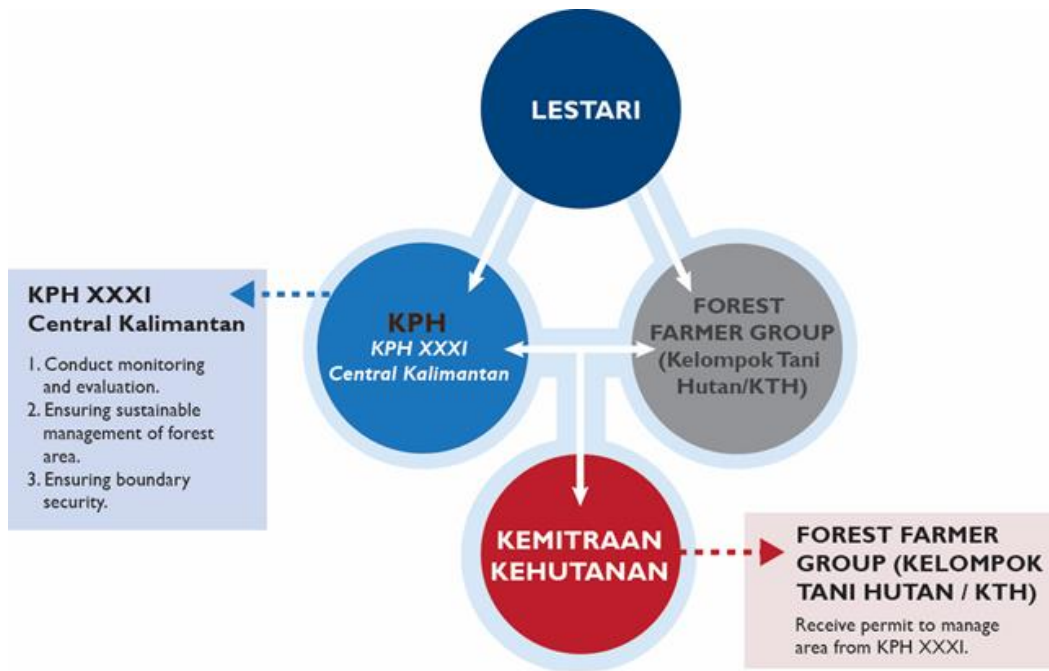 LESTARI
KPH XXXI
Central Kalimantan
1. Conduct monitoring
and evaluation.
2. Ensuring sustainable
management of forest
area.
3. Ensuring boundary
security.
KPH
KPH XXXI
Central Kalimantan
FOREST
FARMER GROUP
(Kelompok Tani
Hutan/KTH)
KEMITRAAN
KEHUTANAN
FOREST FARMER
GROUP (KELOMPOK
TANI HUTAN / KTH)
Receive permit to manage
area from KPH XXXI.